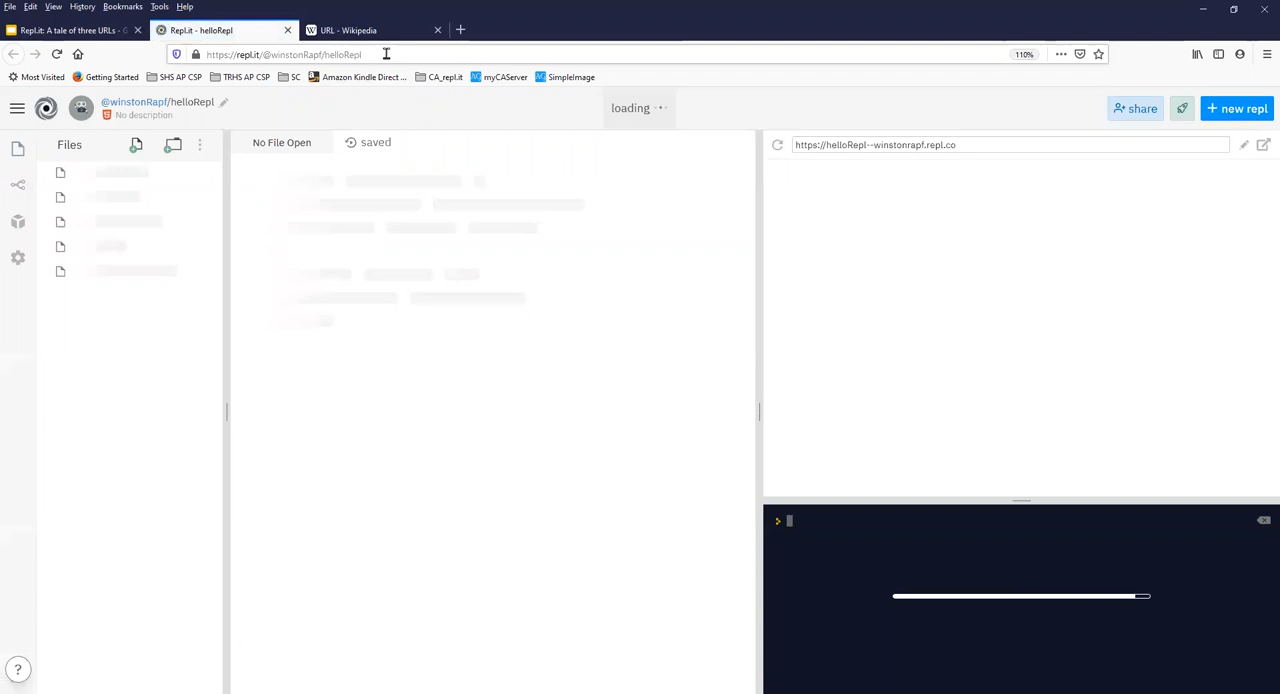 File Edit View History Bookmarks Tools Help
Repl.it: A tale of three URLs - G
Repl.it - helloRepl
URL - Wikipedia
https://repl.it/@winstonRapf/helloRepl
110%
Most Visited Getting Started SHS AP CSP TRHS AP CSP SC Amazon Kindle Direct ... CA_repl.it myCAServer SimpleImage
@winstonRapf/helloRepl
No description
loading
share
+ new repl
Files
No File Open
saved
https://helloRepl--winstonrapf.repl.co
?